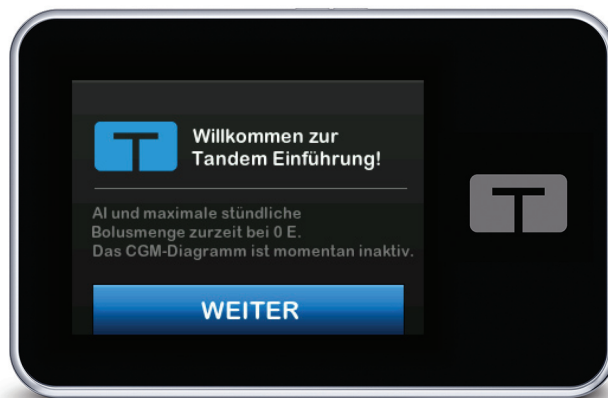 Willkommen zur
Tandem Einführung!
AI und maximale stündliche
Bolusmenge zurzeit bei 0 E.
Das CGM-Diagramm ist momentan inaktiv.
WEITER